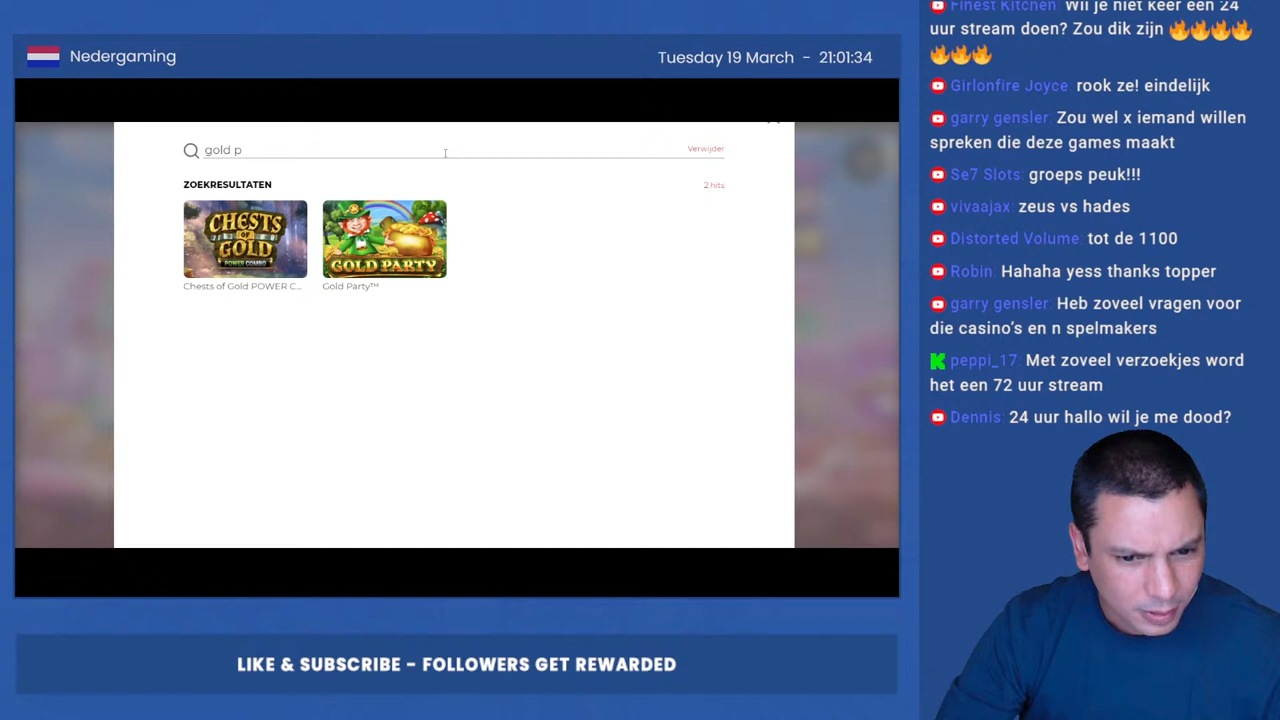 Nedergaming
Tuesday 19 March - 21:01:34
gold p
Verwijder
ZOEKRESULTATEN
2 hits
CHESTS
OF
GOLD
POWER COMBO
GOLD PARTY
Chests of Gold POWER C...
Gold Party™
LIKE & SUBSCRIBE - FOLLOWERS GET REWARDED
Finest Kitchen: Wil je niet keer een 24
uur stream doen? Zou dik zijn 🔥🔥🔥🔥
🔥🔥🔥
Girlonfire Joyce: rook ze! eindelijk
garry gensler: Zou wel x iemand willen
spreken die deze games maakt
Se7 Slots: groeps peuk!!!
vivaajax: zeus vs hades
Distorted Volume: tot de 1100
Robin: Hahaha yess thanks topper
garry gensler: Heb zoveel vragen voor
die casino's en n spelmakers
peppi_17: Met zoveel verzoekjes word
het een 72 uur stream
Dennis: 24 uur hallo wil je me dood?